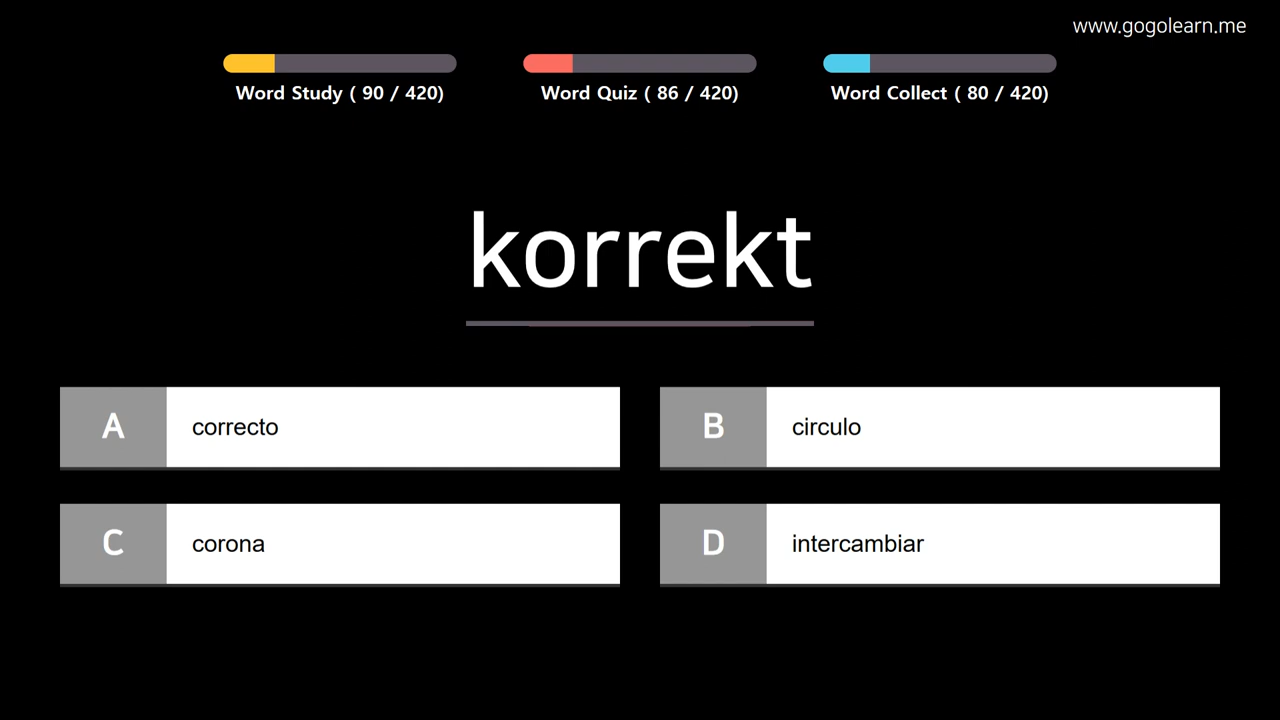 www.gogolearn.me
Word Study ( 90 / 420)
Word Quiz ( 86 / 420)
Word Collect ( 80 / 420)
korrekt
A correcto
B circulo
C corona
D intercambiar